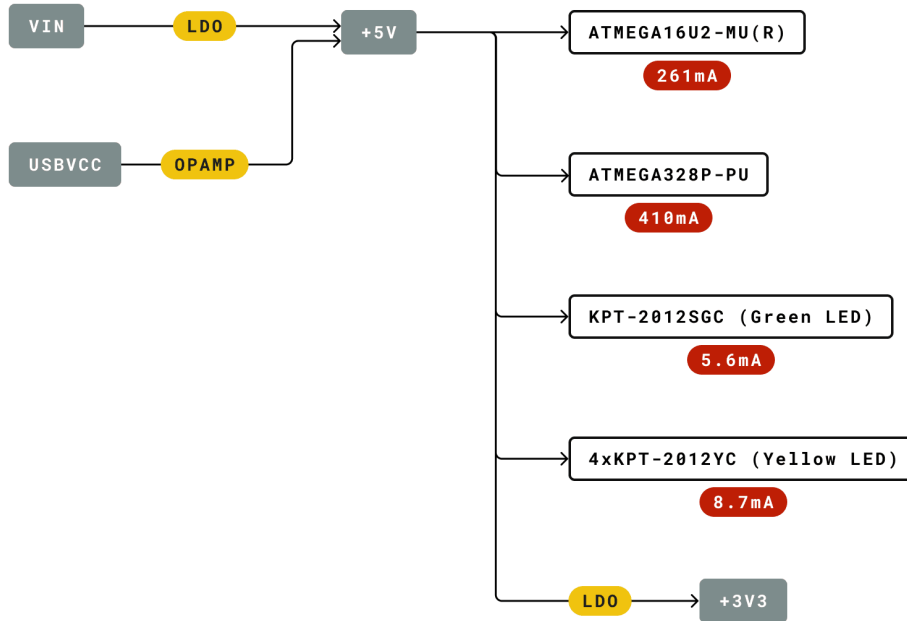 VIN
LDO
+5V
ATMEGA16U2-MU(R)
261mA
USBVCC
OPAMP
ATMEGA328P-PU
410mA
KPT-2012SGC (Green LED)
5.6mA
4xKPT-2012YC (Yellow LED)
8.7mA
LDO
+3V3